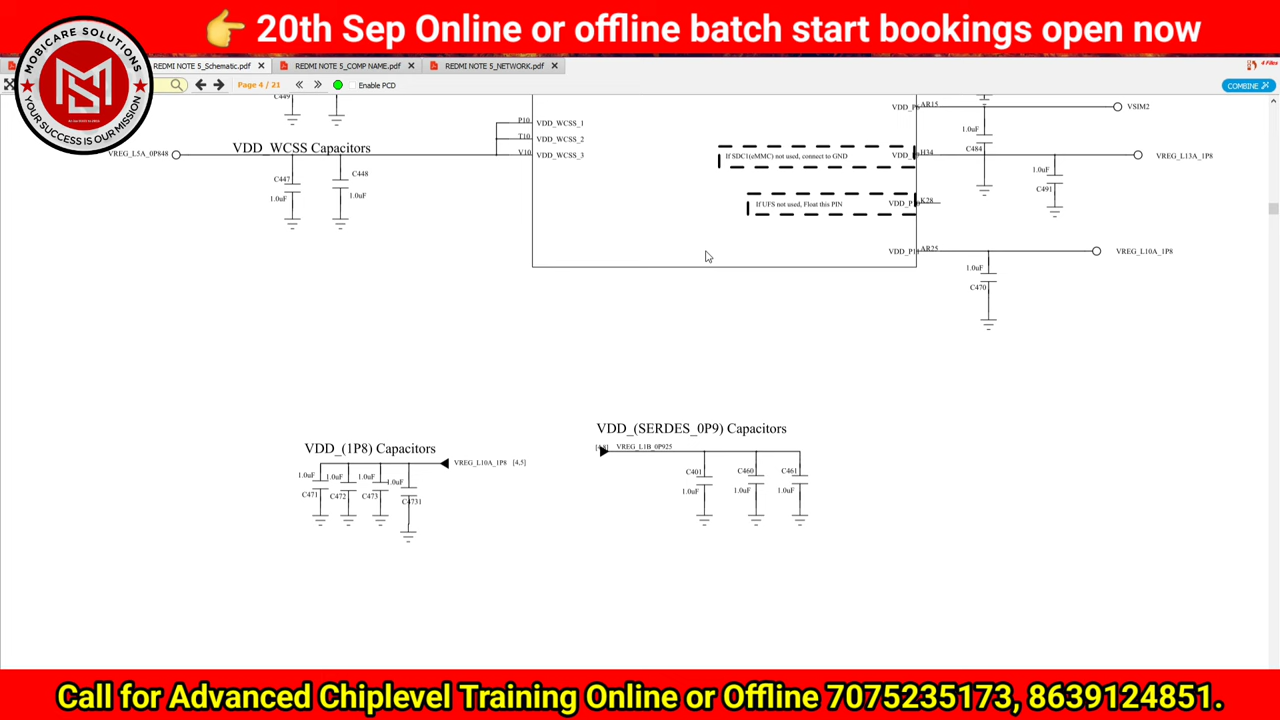 👉 20th Sep Online or offline batch start bookings open now
MOBICARE SOLUTIONS
YOUR SUCCESS IS OUR MISSION
REDMI NOTE 5_Schematic.pdf
REDMI NOTE 5_COMP NAME.pdf
REDMI NOTE 5_NETWORK.pdf
4 Files
Page 4 / 21
Enable PCD
COMBINE
C449
AR15
VSIM2
P10
VDD_WCSS_1
T10
VDD_WCSS_2
V10
VDD_WCSS_3
VREG_L5A_0P848
VDD_WCSS Capacitors
C447
1.0uF
C448
1.0uF
1.0uF
C484
If SDC1(eMMC) not used, connect to GND
H34
VREG_L13A_1P8
1.0uF
C491
If UFS not used, Float this PIN
K28
AR25
VREG_L10A_1P8
1.0uF
C470
VDD_(1P8) Capacitors
VREG_L10A_1P8 [4,5]
1.0uF
1.0uF
1.0uF
1.0uF
C471
C472
C473
C4731
VDD_(SERDES_0P9) Capacitors
VREG_L1B_0P925
C401
C460
C461
1.0uF
1.0uF
1.0uF
Call for Advanced Chiplevel Training Online or Offline 7075235173, 8639124851.